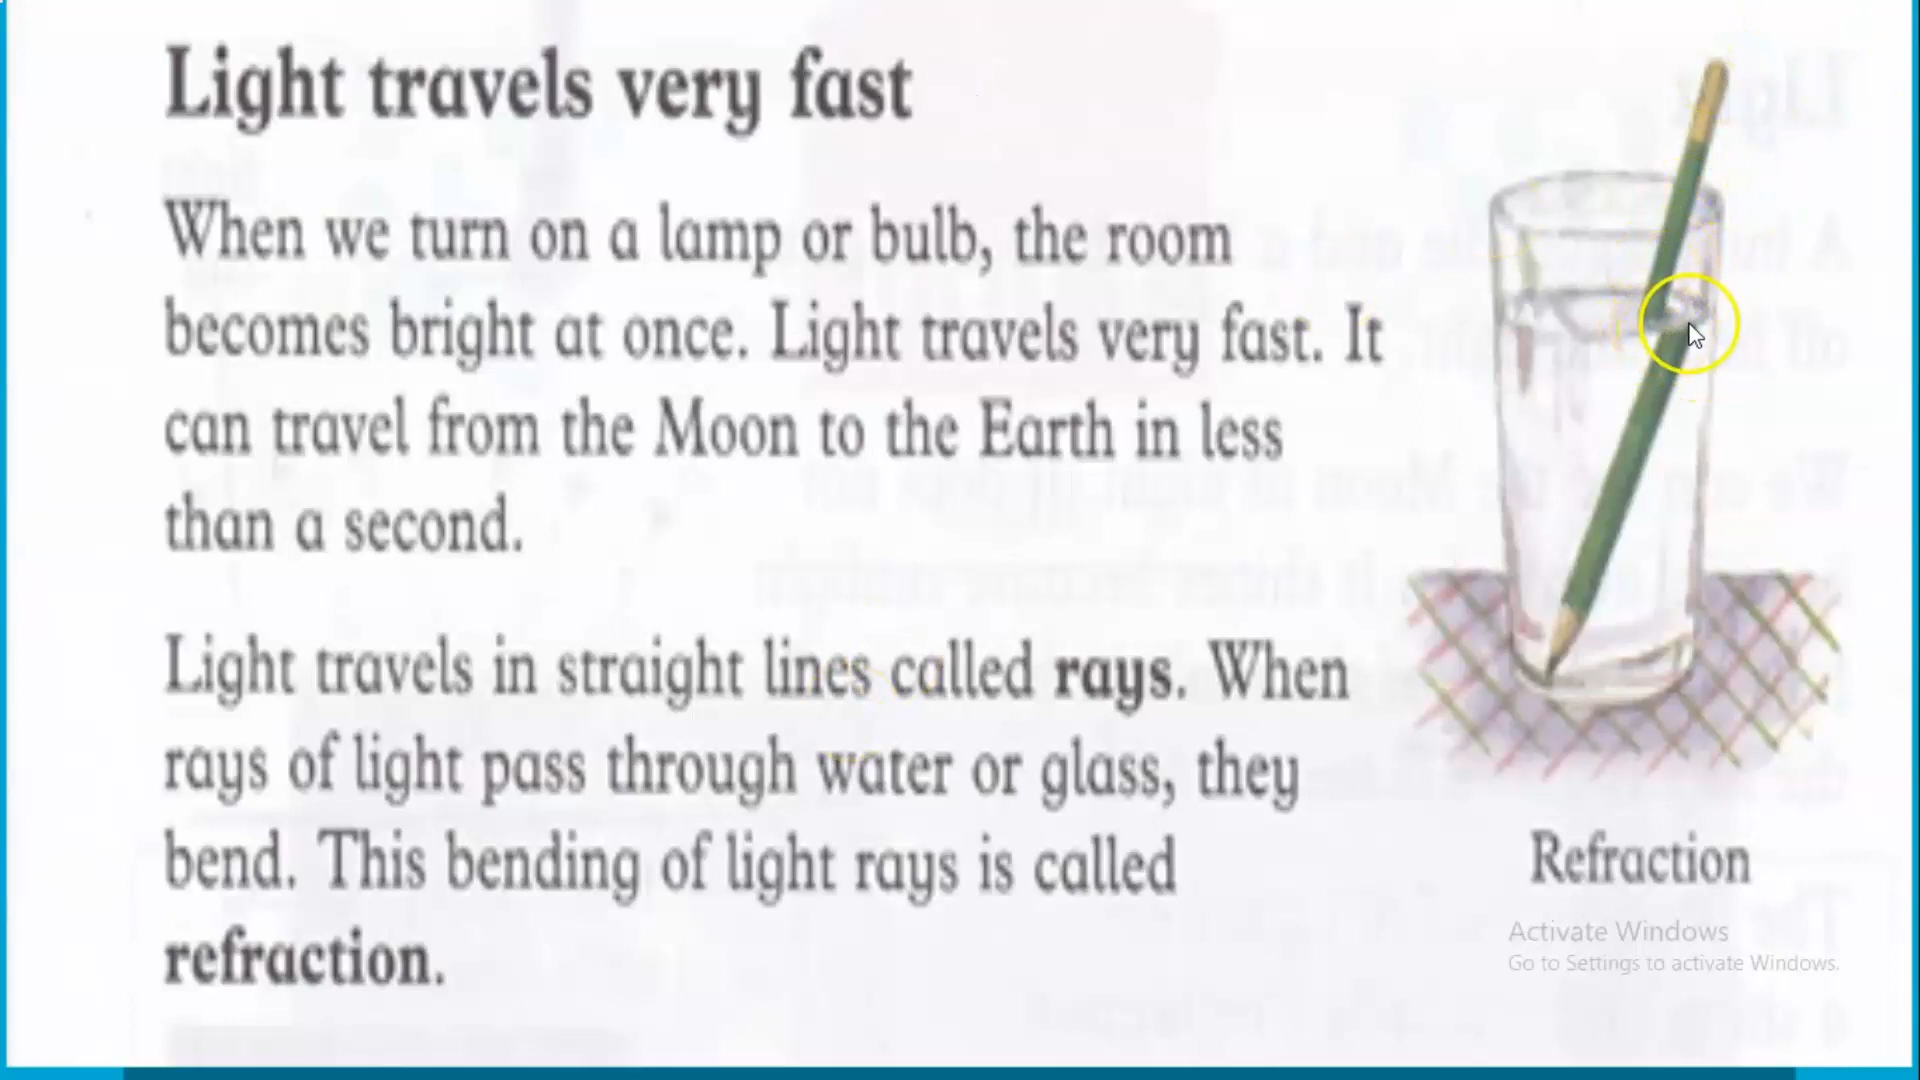 Light travels very fast
When we turn on a lamp or bulb, the room
becomes bright at once. Light travels very fast. It
can travel from the Moon to the Earth in less
than a second.
Light travels in straight lines called rays. When
rays of light pass through water or glass, they
bend. This bending of light rays is called
refraction.
Refraction
Activate Windows
Go to Settings to activate Windows.